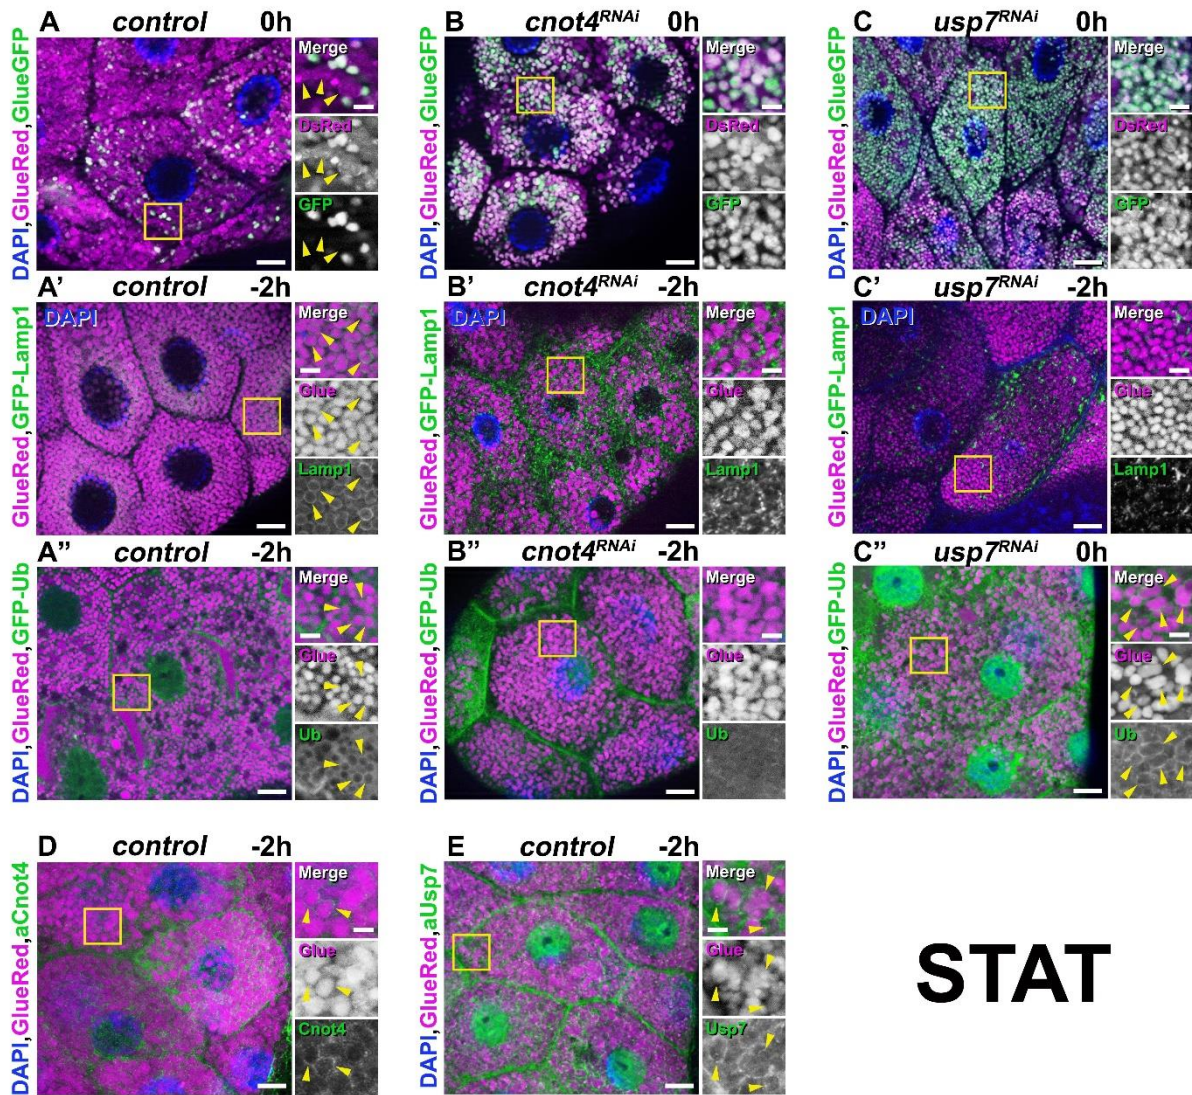 A control 0h
DAPI,GlueRed,GlueGFP
Merge
DsRed
GFP
B cnot4RNAi 0h
DAPI,GlueRed,GlueGFP
Merge
DsRed
GFP
C usp7RNAi 0h
DAPI,GlueRed,GlueGFP
Merge
DsRed
GFP
A’ control -2h
GlueRed,GFP-Lamp1
DAPI
Merge
Glue
Lamp1
B’ cnot4RNAi -2h
GlueRed,GFP-Lamp1
DAPI
Merge
Glue
Lamp1
C’ usp7RNAi -2h
GlueRed,GFP-Lamp1
DAPI
Merge
Glue
Lamp1
A’’ control -2h
DAPI,GlueRed,GFP-Ub
Merge
Glue
Ub
B’’ cnot4RNAi -2h
DAPI,GlueRed,GFP-Ub
Merge
Glue
Ub
C’’ usp7RNAi 0h
DAPI,GlueRed,GFP-Ub
Merge
Glue
Ub
D control -2h
DAPI,GlueRed,aCnot4
Merge
Glue
Cnot4
E control -2h
DAPI,GlueRed,aUsp7
Merge
Glue
Usp7
STAT